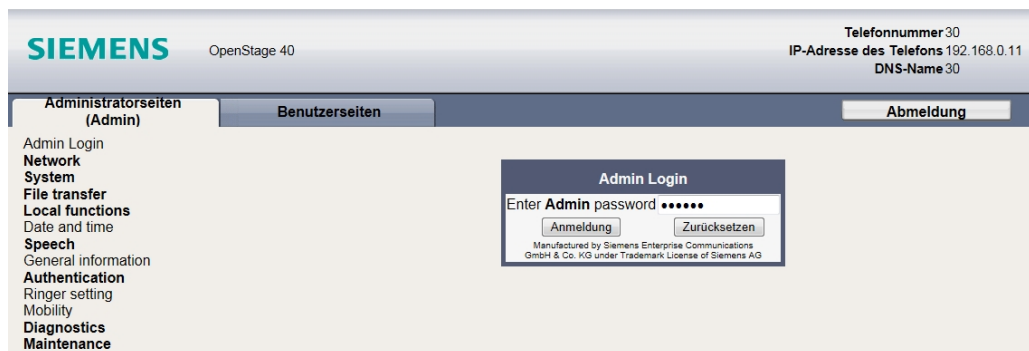 SIEMENS
OpenStage 40
Telefonnummer 30
IP-Adresse des Telefons 192.168.0.11
DNS-Name 30
Administratorseiten
(Admin)
Benutzerseiten
Abmeldung
Admin Login
Network
System
File transfer
Local functions
Date and time
Speech
General information
Authentication
Ringer setting
Mobility
Diagnostics
Maintenance
Admin Login
Enter Admin password ••••••
Anmeldung Zurücksetzen
Manufactured by Siemens Enterprise Communications
GmbH & Co. KG under Trademark License of Siemens AG